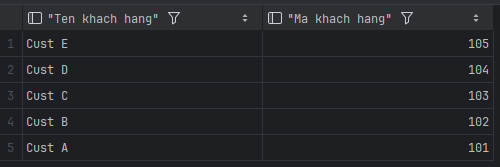 "Ten khach hang" "Ma khach hang"
1 Cust E 105
2 Cust D 104
3 Cust C 103
4 Cust B 102
5 Cust A 101